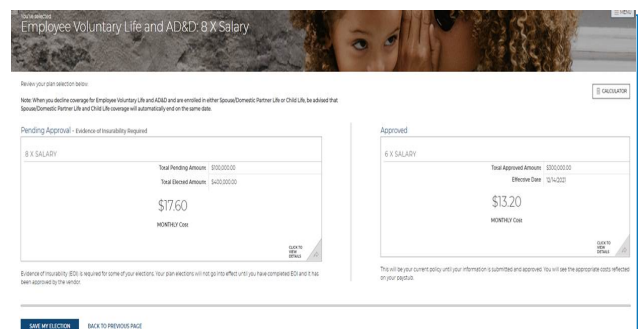 You've selected
MENU
Employee Voluntary Life and AD&D: 8 X Salary
Review your plan selection below.
CALCULATOR
Note: When you decline coverage for Employee Voluntary Life and AD&D and are enrolled in either Spouse/Domestic Partner Life or Child Life, be advised that
Spouse/Domestic Partner Life and Child Life coverage will automatically end on the same date.
Pending Approval - Evidence of Insurability Required
8 X SALARY
Total Pending Amount: $100,000.00
Total Elected Amount: $400,000.00
$17.60
MONTHLY Cost
CLICK TO
VIEW
DETAILS
Evidence of Insurability (EOI) is required for some of your elections. Your plan elections will not go into effect until you have completed EOI and it has
been approved by the vendor.
Approved
6 X SALARY
Total Approved Amount: $300,000.00
Effective Date: 12/14/2021
$13.20
MONTHLY Cost
CLICK TO
VIEW
DETAILS
This will be your current policy until your information is submitted and approved. You will see the appropriate costs reflected
on your paystub.
SAVE MY ELECTION
BACK TO PREVIOUS PAGE